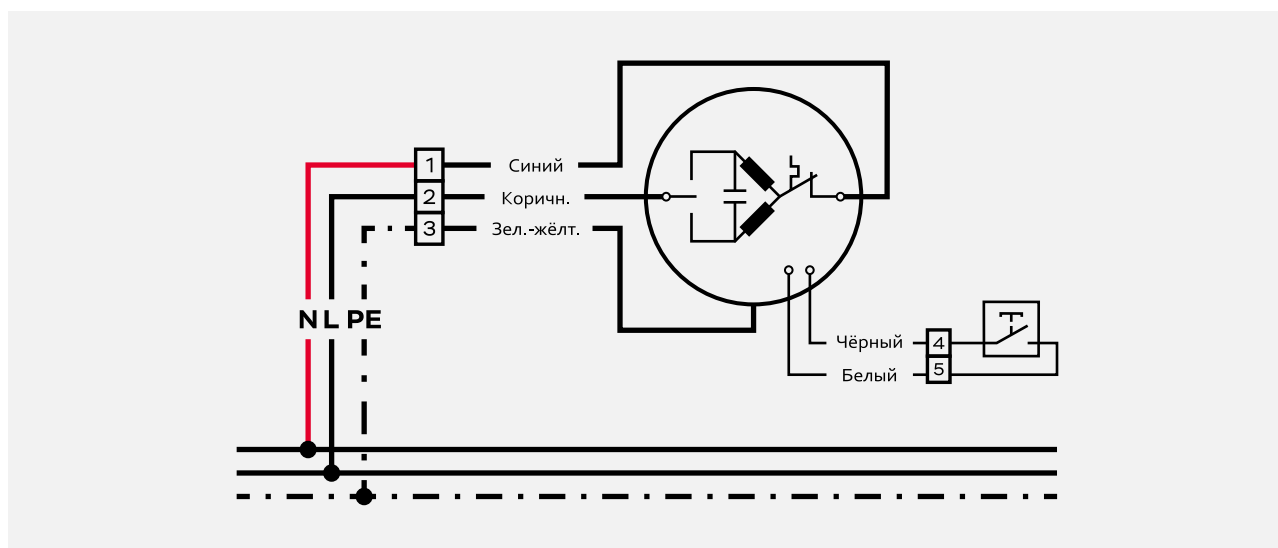 1 Синий
2 Коричн.
3 Зел.-жёлт.
N L PE
Чёрный 4
Белый 5